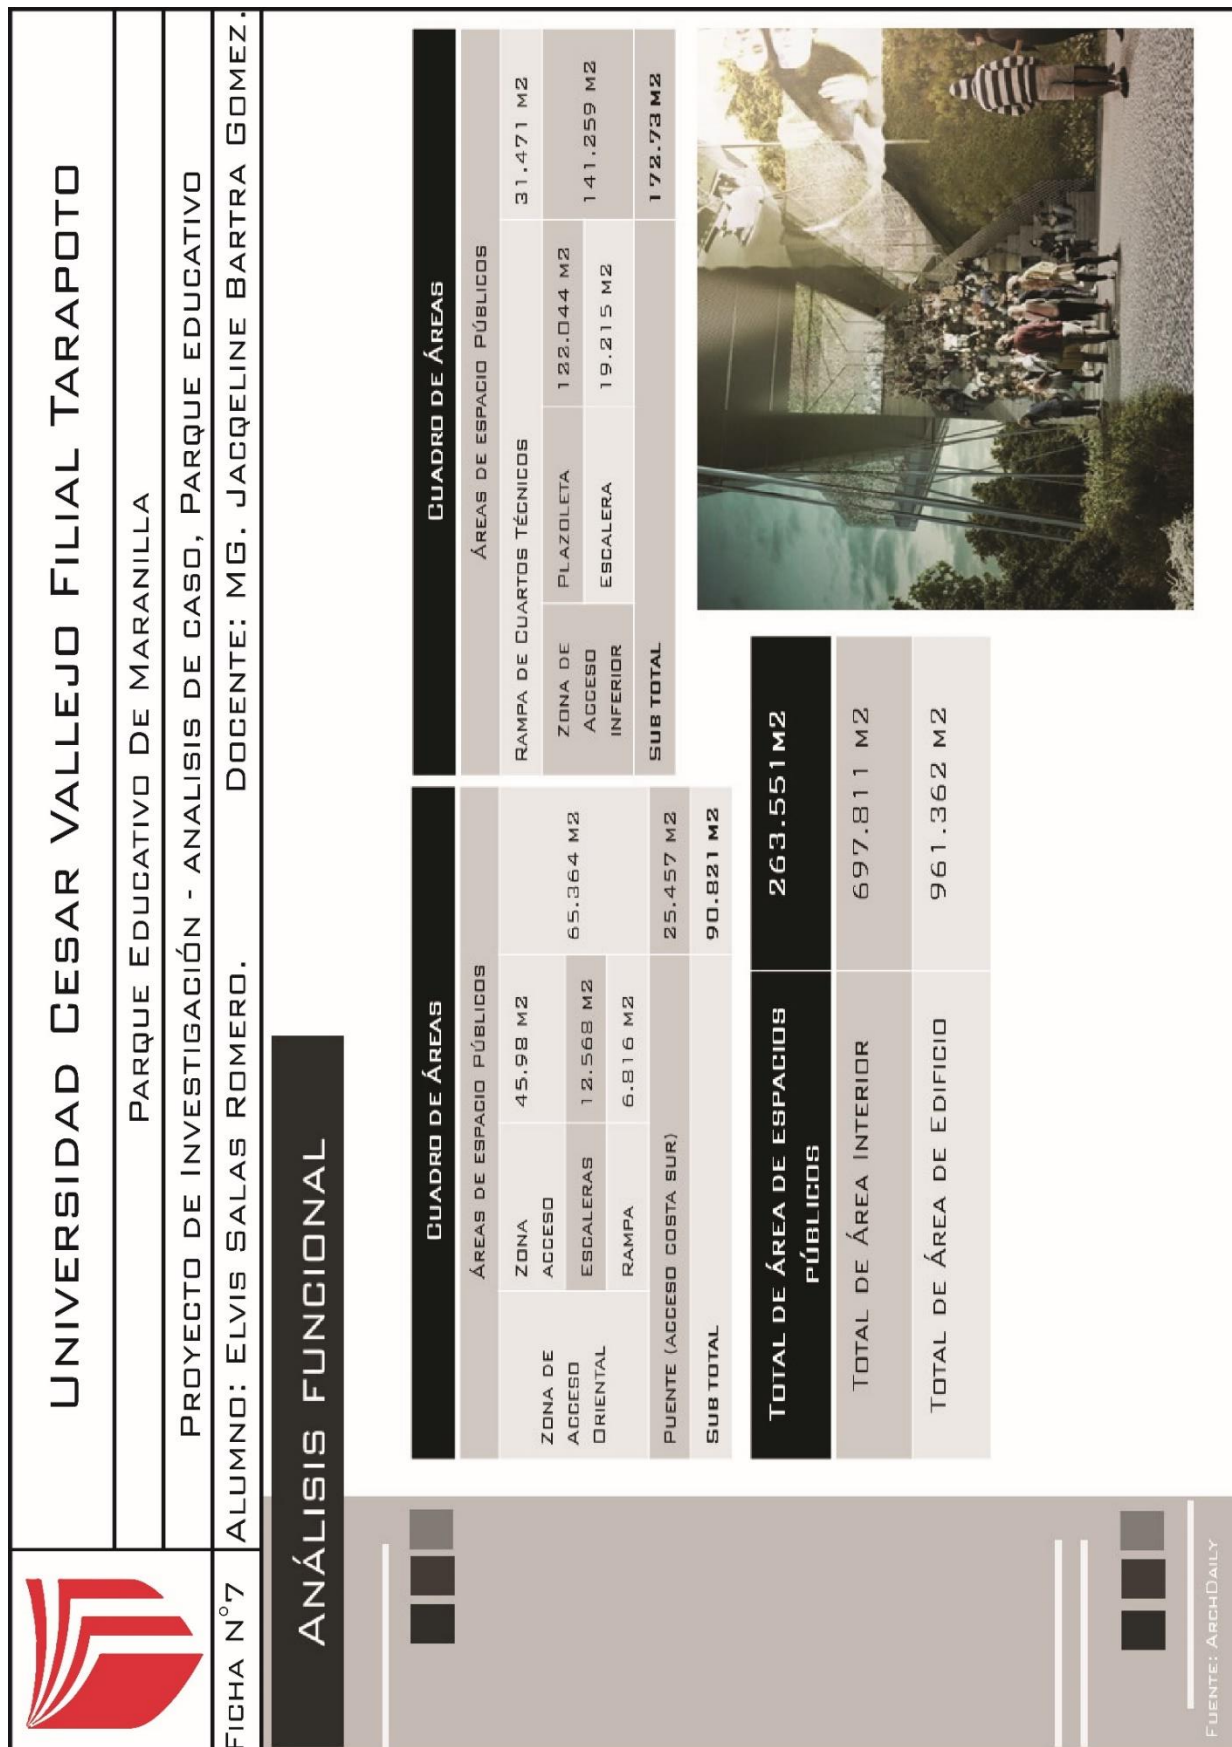 UNIVERSIDAD CESAR VALLEJO FILIAL TARAPOTO
PARQUE EDUCATIVO DE MARANILLA
PROYECTO DE INVESTIGACIÓN - ANALISIS DE CASO, PARQUE EDUCATIVO
FICHA N°7
ALUMNO: ELVIS SALAS ROMERO.
DOCENTE: MG. JACQELINE BARTRA GOMEZ.
ANÁLISIS FUNCIONAL
CUADRO DE ÁREAS
ÁREAS DE ESPACIO PÚBLICOS
ZONA DE
ACCESO
ORIENTAL
ZONA
ACCESO
45.98 M2
ESCALERAS
12.568 M2
RAMPA
6.816 M2
65.364 M2
PUENTE (ACCESO COSTA SUR)
25.457 M2
SUB TOTAL
90.821 M2
CUADRO DE ÁREAS
ÁREAS DE ESPACIO PÚBLICOS
RAMPA DE CUARTOS TÉCNICOS
31.471 M2
ZONA DE
ACCESO
INFERIOR
PLAZOLETA
122.044 M2
ESCALERA
19.215 M2
141.259 M2
SUB TOTAL
172.73 M2
TOTAL DE ÁREA DE ESPACIOS
PÚBLICOS
263.551M2
TOTAL DE ÁREA INTERIOR
697.811 M2
TOTAL DE ÁREA DE EDIFICIO
961.362 M2
FUENTE: ARCHDAILY